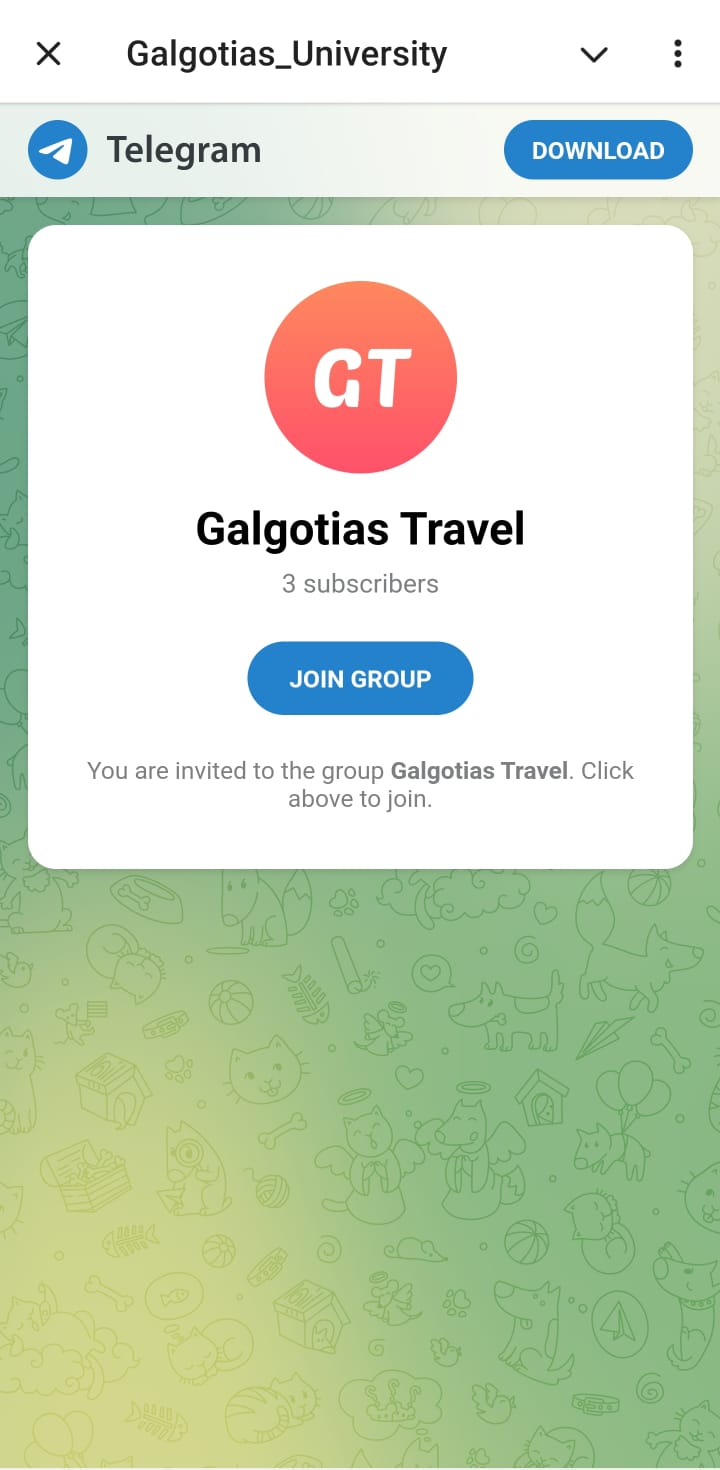 Galgotias_University
Telegram
DOWNLOAD
GT
Galgotias Travel
3 subscribers
JOIN GROUP
You are invited to the group Galgotias Travel. Click
above to join.